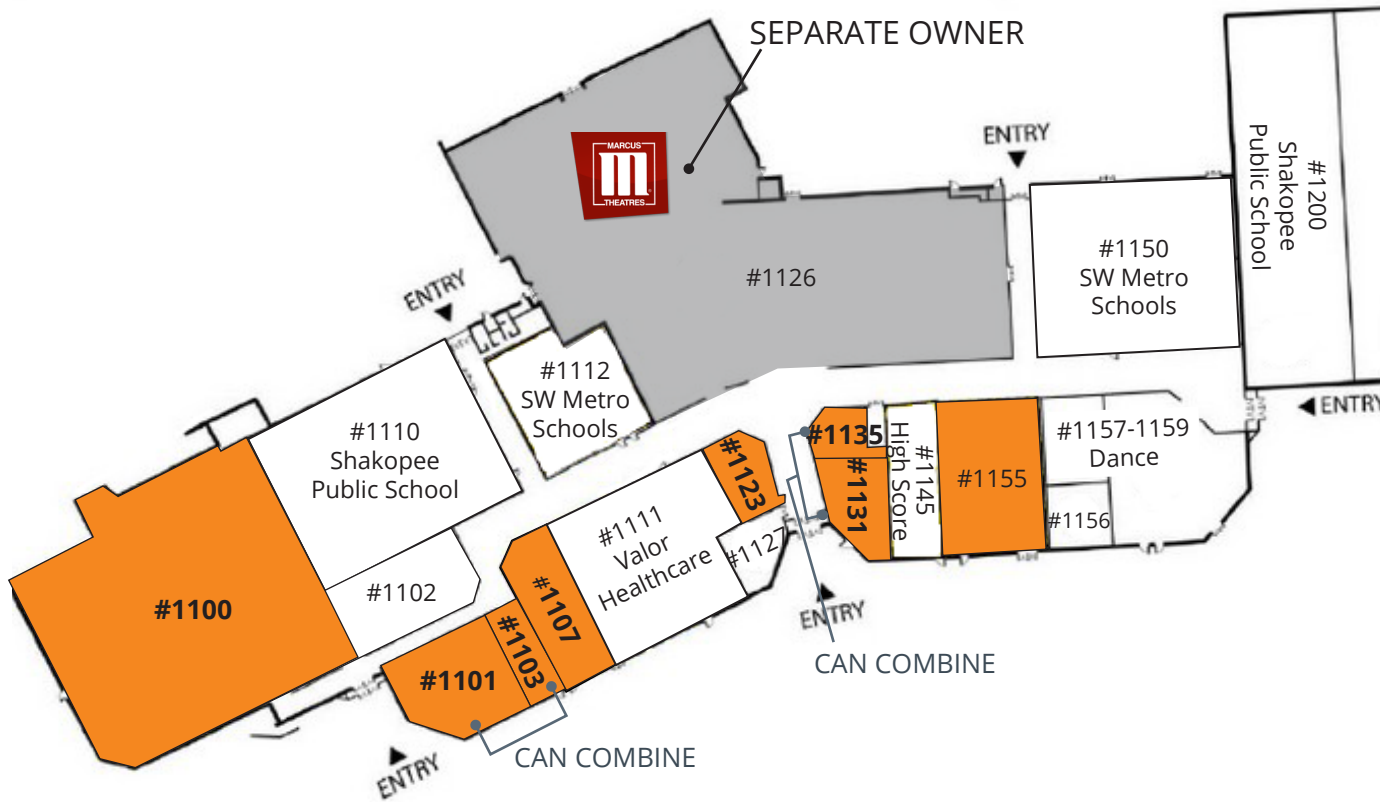 SEPARATE OWNER
MARCUS
m
THEATRES
ENTRY
#1200
Shakopee
Public School
#1126
#1150
SW Metro
Schools
ENTRY
#1112
SW Metro
Schools
#1110
Shakopee
Public School
ENTRY
#1135
#1131
#1145
High Score
#1155
#1157-1159
Dance
#1156
#1123
#1111
Valor
Healthcare
#1127
#1102
#1100
#1107
#1103
#1101
ENTRY
CAN COMBINE
CAN COMBINE
ENTRY